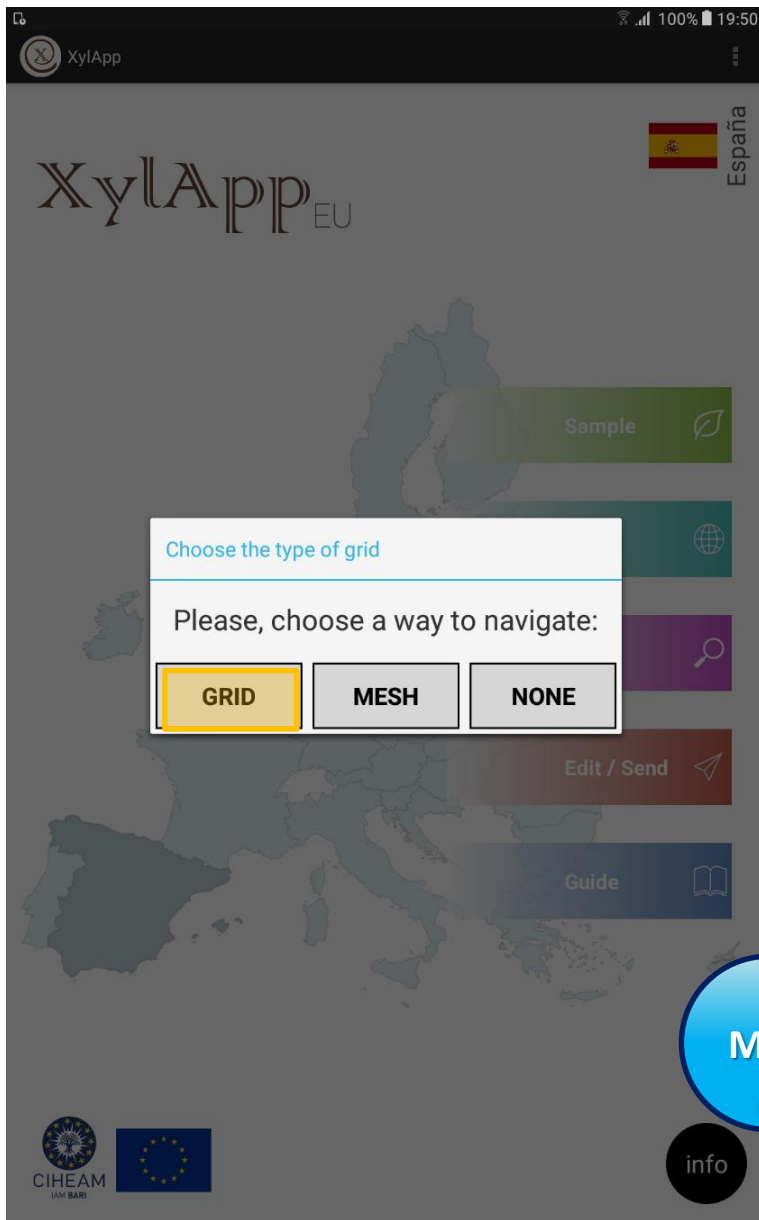 100% 19:50
XylApp
España
XylApp EU
Sample
Choose the type of grid
Please, choose a way to navigate:
GRID MESH NONE
Edit / Send
Guide
M
CIHEAM
IAM BARI
info